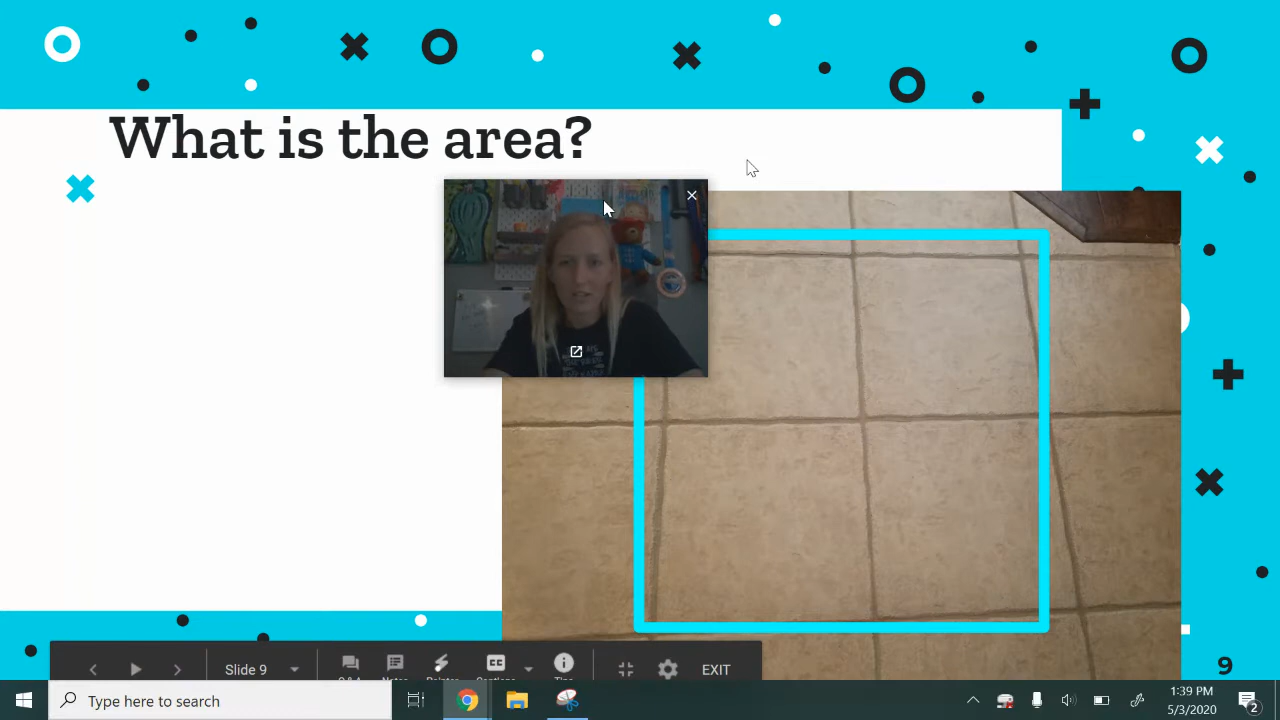 What is the area?
Slide 9
EXIT
9
Type here to search
1:39 PM
5/3/2020
2